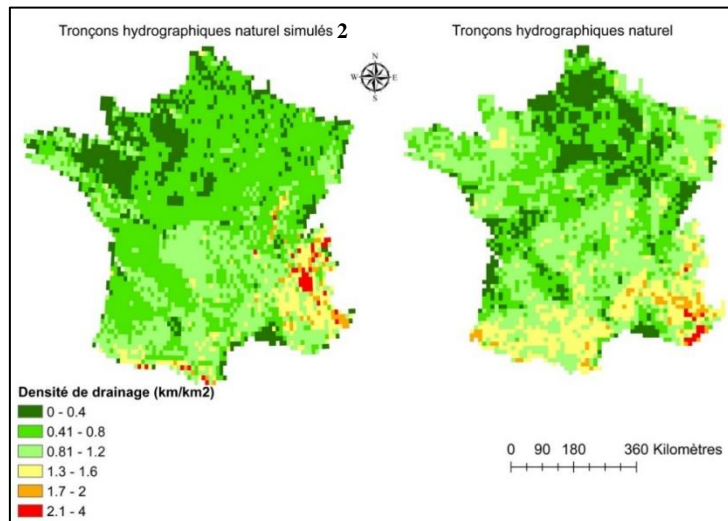 Tronçons hydrographiques naturel simulés 2
Tronçons hydrographiques naturel
N
W E
S
Densité de drainage (km/km2)
0 - 0.4
0.41 - 0.8
0.81 - 1.2
1.3 - 1.6
1.7 - 2
2.1 - 4
0 90 180 360 Kilomètres